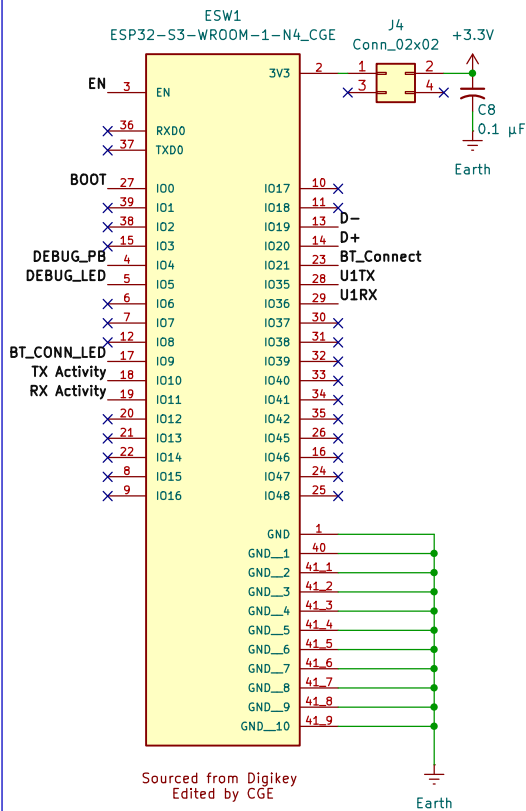 ESW1
ESP32-S3-WROOM-1-N4_CGE
J4
Conn_02x02
+3.3V
3V3 2 1 2
EN 3 EN 3 4
C8
0.1 µF
Earth
36 RXD0
37 TXD0
BOOT 27 IO0 IO17 10
39 IO1 IO18 11
38 IO2 IO19 13 D-
15 IO3 IO20 14 D+
DEBUG_PB 4 IO4 IO21 23 BT_Connect
DEBUG_LED 5 IO5 IO35 28 U1TX
6 IO6 IO36 29 U1RX
7 IO7 IO37 30
12 IO8 IO38 31
BT_CONN_LED 17 IO9 IO39 32
TX Activity 18 IO10 IO40 33
RX Activity 19 IO11 IO41 34
20 IO12 IO42 35
21 IO13 IO45 26
22 IO14 IO46 16
8 IO15 IO47 24
9 IO16 IO48 25
GND 1
GND__1 40
GND__2 41_1
GND__3 41_2
GND__4 41_3
GND__5 41_4
GND__6 41_5
GND__7 41_6
GND__8 41_7
GND__9 41_8
GND__10 41_9
Sourced from Digikey
Edited by CGE
Earth